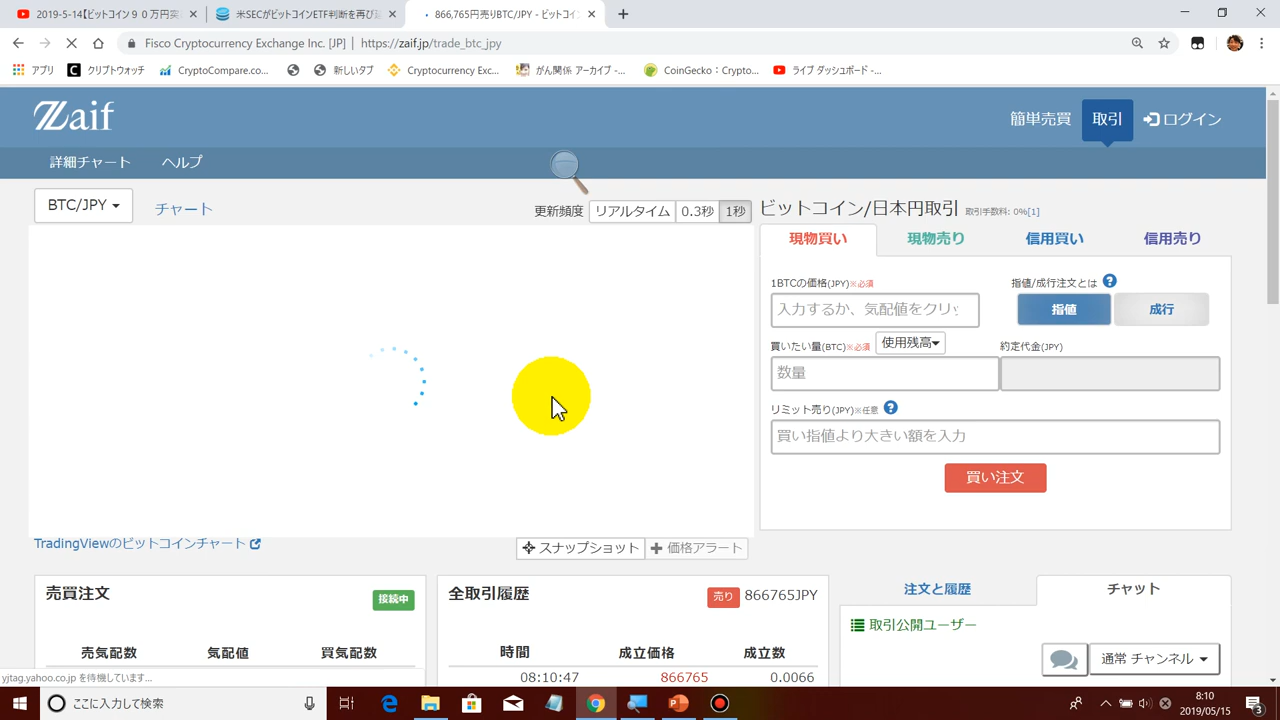 2019-5-14【ビットコイン９０万円突
米SECがビットコインETF判断を再び
866,765円売りBTC/JPY - ビットコイン
Fisco Cryptocurrency Exchange Inc. [JP] | https://zaif.jp/trade_btc_jpy
アプリ クリプトウォッチ CryptoCompare.co... 新しいタブ Cryptocurrency Exc... がん関係 アーカイブ -... CoinGecko：Crypto... ライブ ダッシュボード -...
Zaif
簡単売買 取引 ログイン
詳細チャート ヘルプ
BTC/JPY チャート 更新頻度 リアルタイム 0.3秒 1秒
ビットコイン/日本円取引 取引手数料: 0%[1]
現物買い 現物売り 信用買い 信用売り
1BTCの価格(JPY)※必須 指値/成行注文とは
入力するか、気配値をクリッ 指値 成行
買いたい量(BTC)※必須 使用残高 約定代金(JPY)
数量
リミット売り(JPY)※任意
買い指値より大きい額を入力
買い注文
TradingViewのビットコインチャート
スナップショット 価格アラート
売買注文 接続中
売気配数 気配値 買気配数
全取引履歴 売り 866765JPY
時間 成立価格 成立数
08:10:47 866765 0.0066
注文と履歴 チャット
取引公開ユーザー
通常 チャンネル
yjtag.yahoo.co.jp を待機しています...
ここに入力して検索
8:10
2019/05/15
3